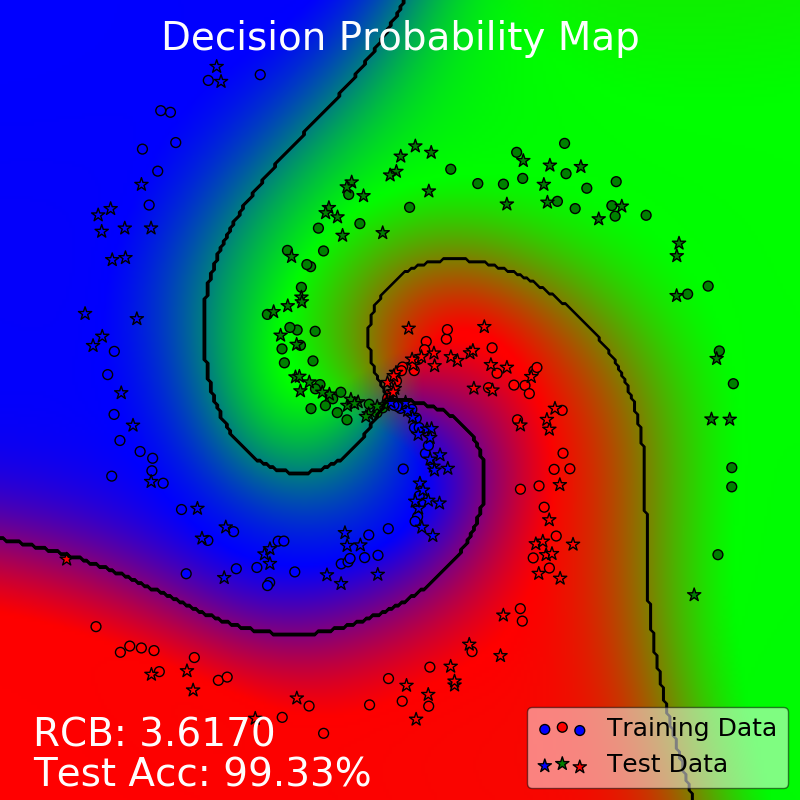 Decision Probability Map
RCB: 3.6170
Test Acc: 99.33%
Training Data
Test Data